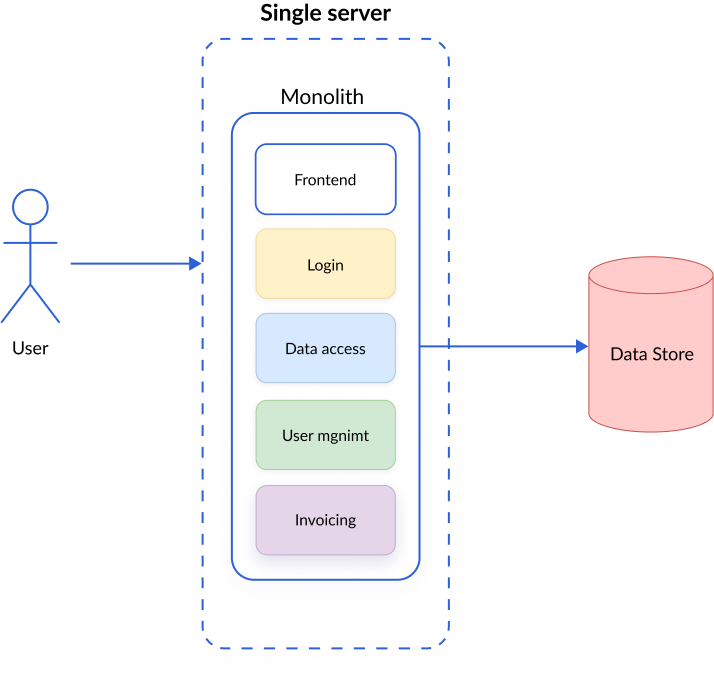 Single server
Monolith
Frontend
Login
Data access
User mgnimt
Invoicing
User
Data Store